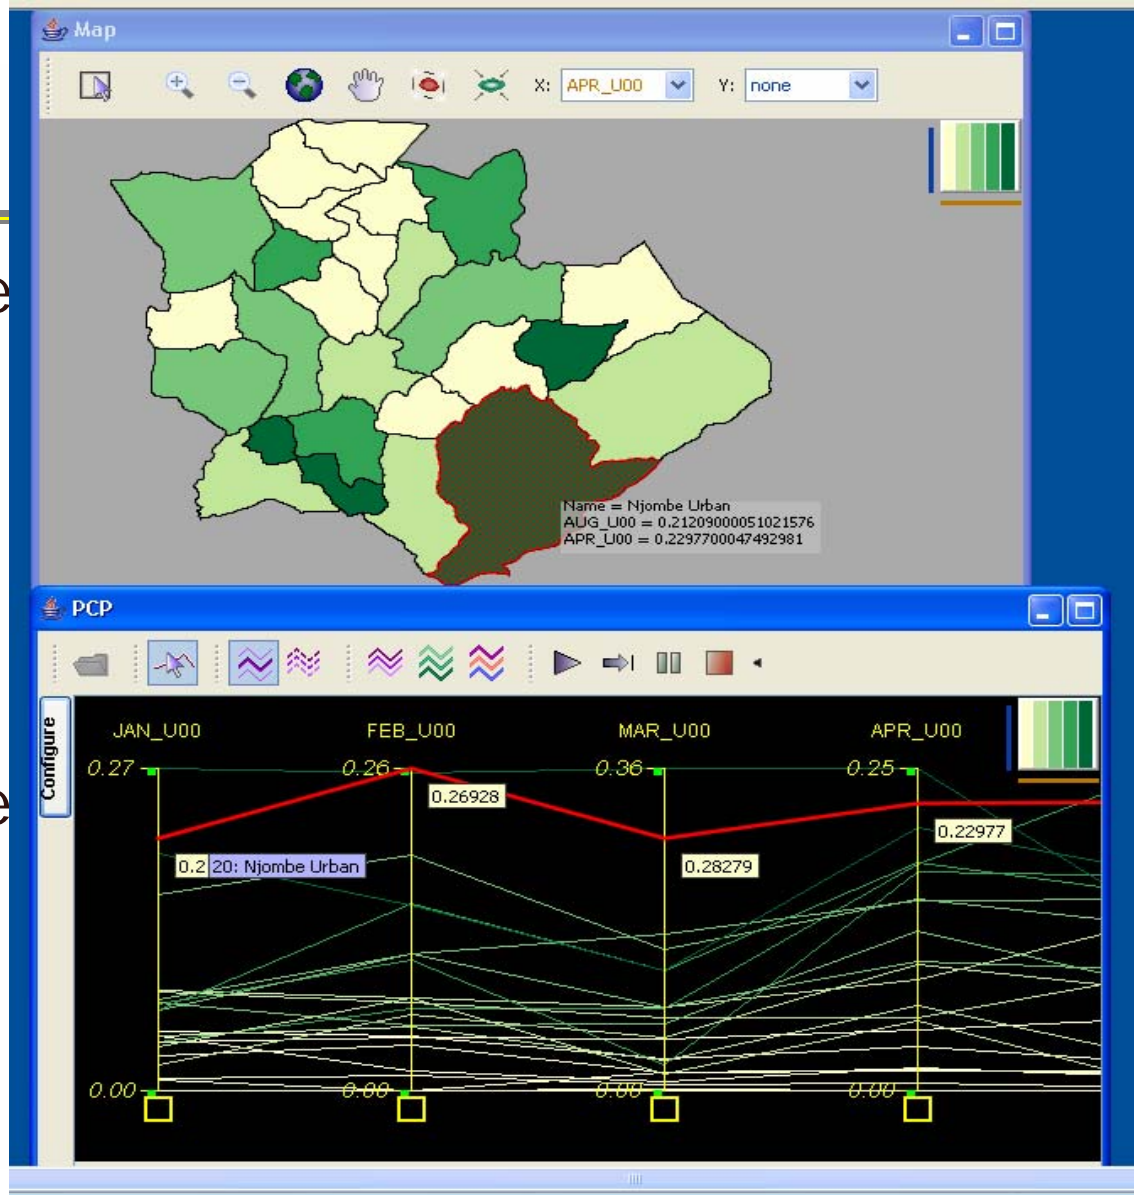 Map
X: APR_U00 Y: none
e
Name = Njombe Urban
AUG_U00 = 0.21209000051021576
APR_U00 = 0.2297700047492981
PCP
Configure
JAN_U00 FEB_U00 MAR_U00 APR_U00
0.27 0.26 0.36 0.25
0.26928
e
0.22977
0.2 20: Njombe Urban 0.28279
0.00 0.00 0.00 0.00